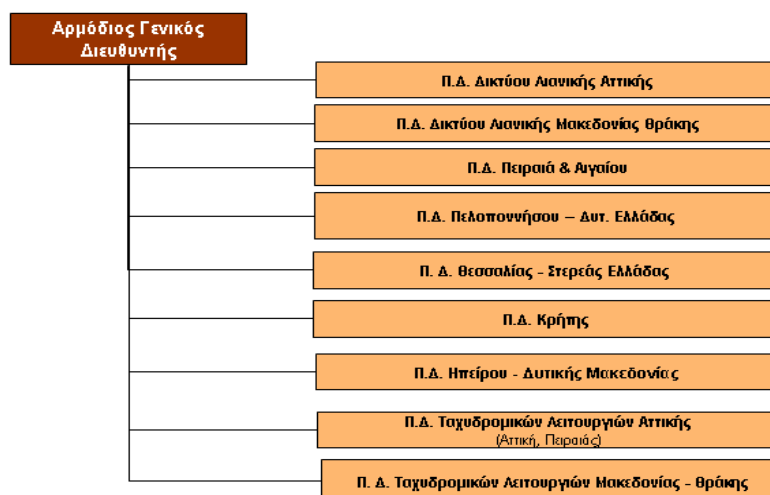 Αρμόδιος Γενικός
Διευθυντής
Π.Δ. Δικτύου Λιανικής Αττικής
Π.Δ. Δικτύου Λιανικής Μακεδονίας Θράκης
Π.Δ. Πειραιά & Αιγαίου
Π.Δ. Πελοποννήσου – Δυτ. Ελλάδας
Π. Δ. Θεσσαλίας - Στερεάς Ελλάδας
Π.Δ. Κρήτης
Π.Δ. Ηπείρου - Δυτικής Μακεδονίας
Π.Δ. Ταχυδρομικών Λειτουργιών Αττικής
(Αττική, Πειραιάς)
Π. Δ. Ταχυδρομικών Λειτουργιών Μακεδονίας - Θράκης